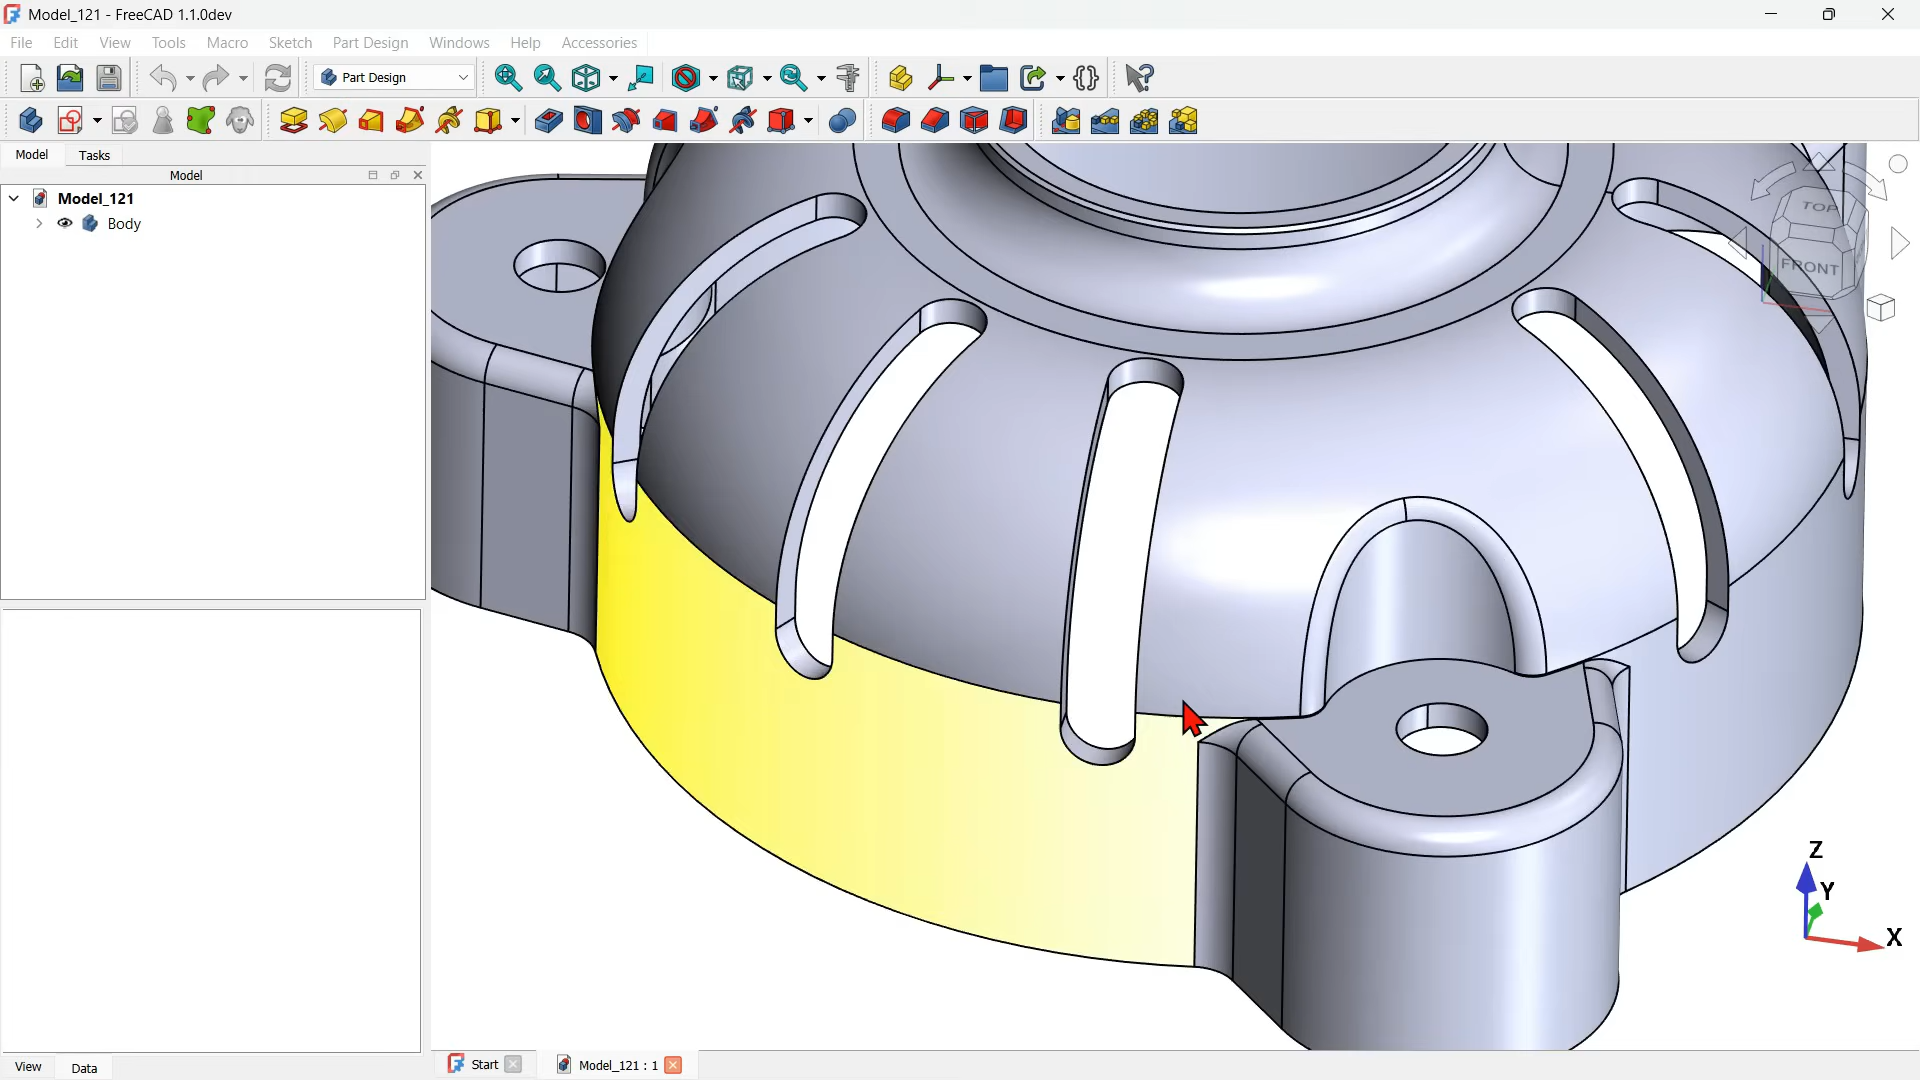 Model_121 - FreeCAD 1.1.0dev
File Edit View Tools Macro Sketch Part Design Windows Help Accessories
Part Design
Model Tasks
Model
Model_121
Body
TOP
FRONT
Z
Y
X
Start Model_121 : 1
View Data